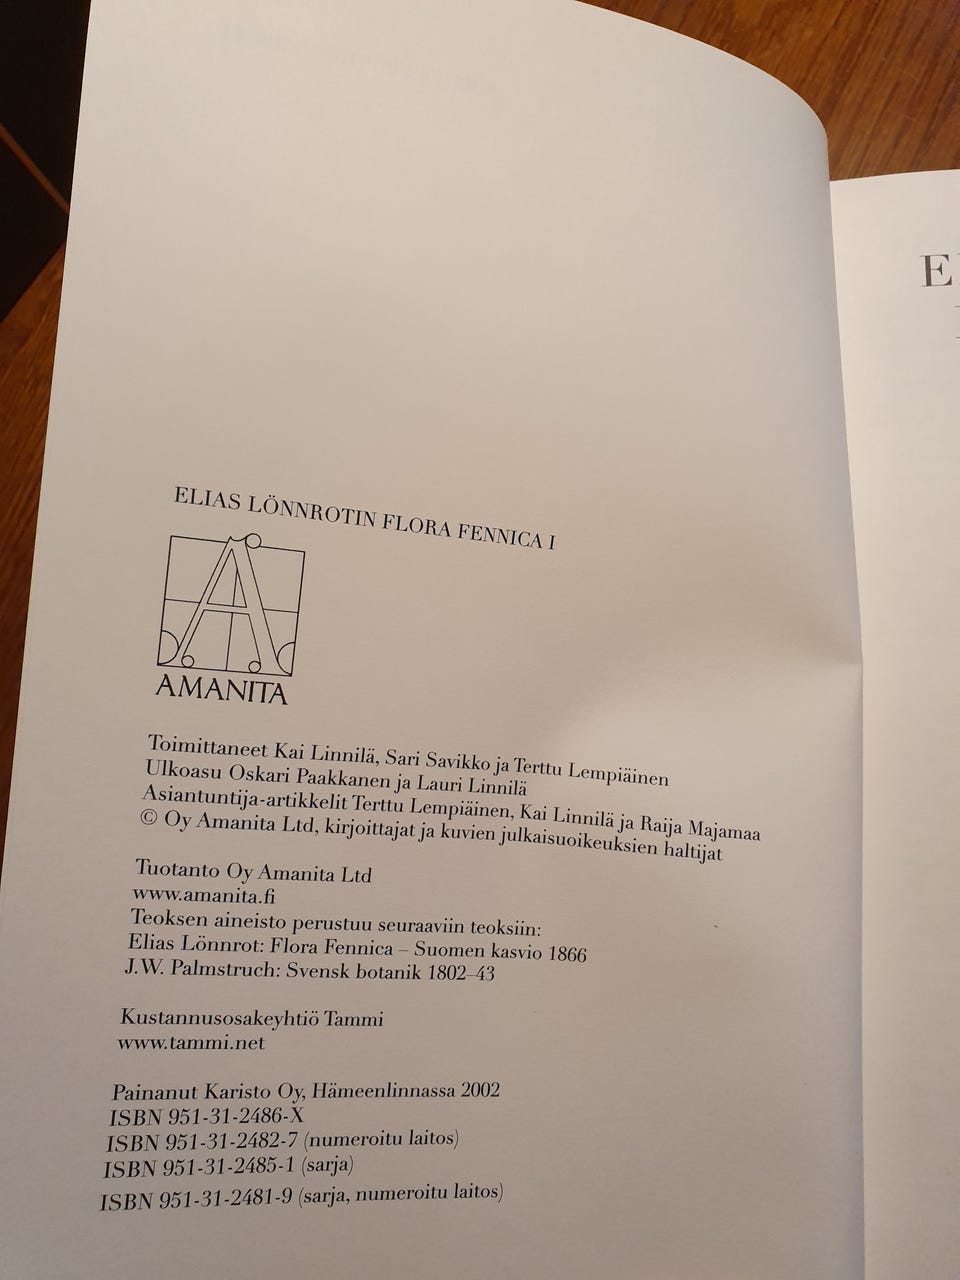 ELIAS LÖNNROTIN FLORA FENNICA I
A
AMANITA
Toimittaneet Kai Linnilä, Sari Savikko ja Terttu Lempiäinen
Ulkoasu Oskari Paakkanen ja Lauri Linnilä
Asiantuntija-artikkelit Terttu Lempiäinen, Kai Linnilä ja Raija Majamaa
© Oy Amanita Ltd, kirjoittajat ja kuvien julkaisuoikeuksien haltijat
Tuotanto Oy Amanita Ltd
www.amanita.fi
Teoksen aineisto perustuu seuraaviin teoksiin:
Elias Lönnrot: Flora Fennica – Suomen kasvio 1866
J.W. Palmstruch: Svensk botanik 1802–43
Kustannusosakeyhtiö Tammi
www.tammi.net
Painanut Karisto Oy, Hämeenlinnassa 2002
ISBN 951-31-2486-X
ISBN 951-31-2482-7 (numeroitu laitos)
ISBN 951-31-2485-1 (sarja)
ISBN 951-31-2481-9 (sarja, numeroitu laitos)